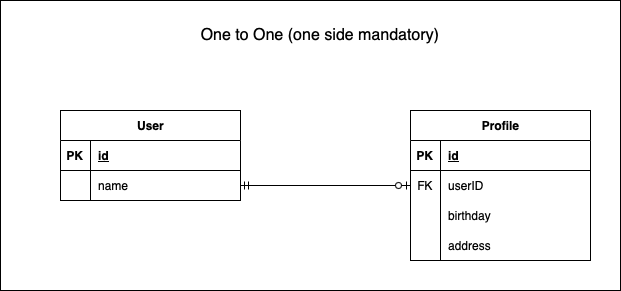 One to One (one side mandatory)
User
PK id
name
Profile
PK id
FK userID
birthday
address